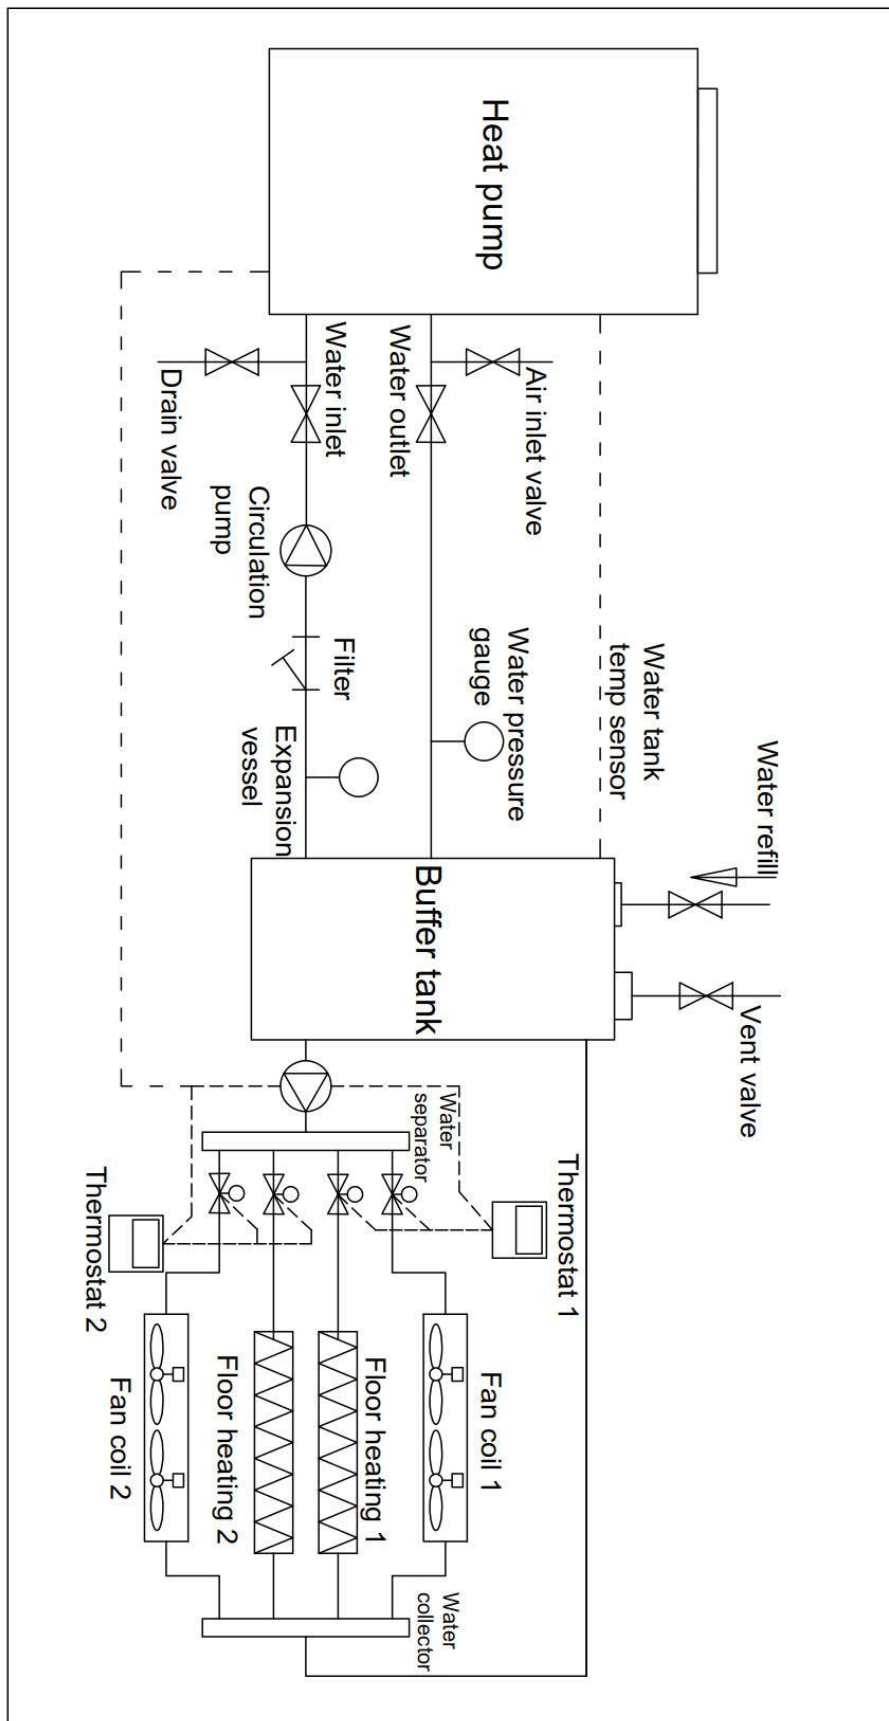 Heat pump
Air inlet valve
Water outlet
Water inlet
Drain valve
Circulation
pump
Filter
Water pressure
gauge
Water tank
temp sensor
Expansion
vessel
Water refill
Vent valve
Buffer tank
Water
separator
Thermostat 1
Thermostat 2
Fan coil 1
Floor heating 1
Floor heating 2
Fan coil 2
Water
collector